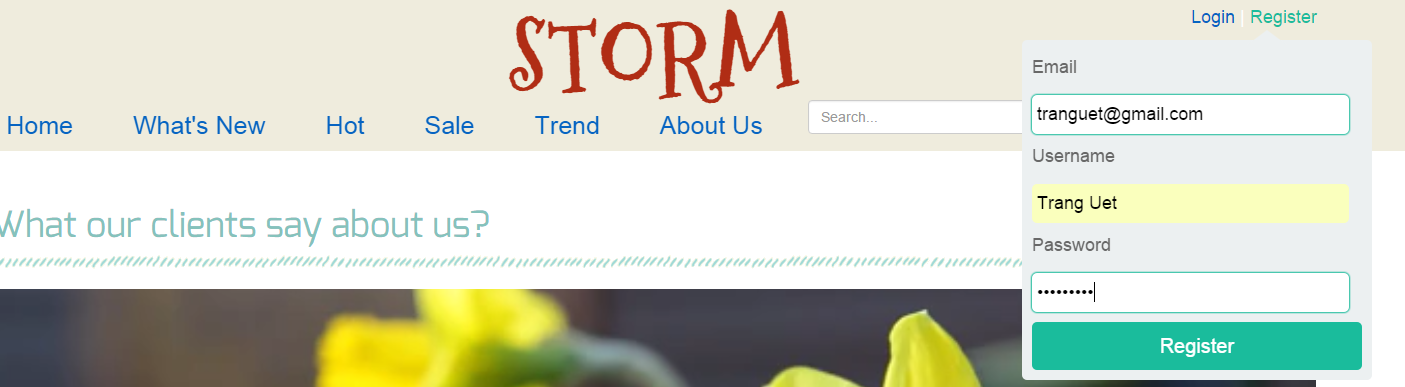 STORM
Login | Register
Home What's New Hot Sale Trend About Us Search...
Email
tranguet@gmail.com
Username
Trang Uet
Password
•••••••••
Register
What our clients say about us?